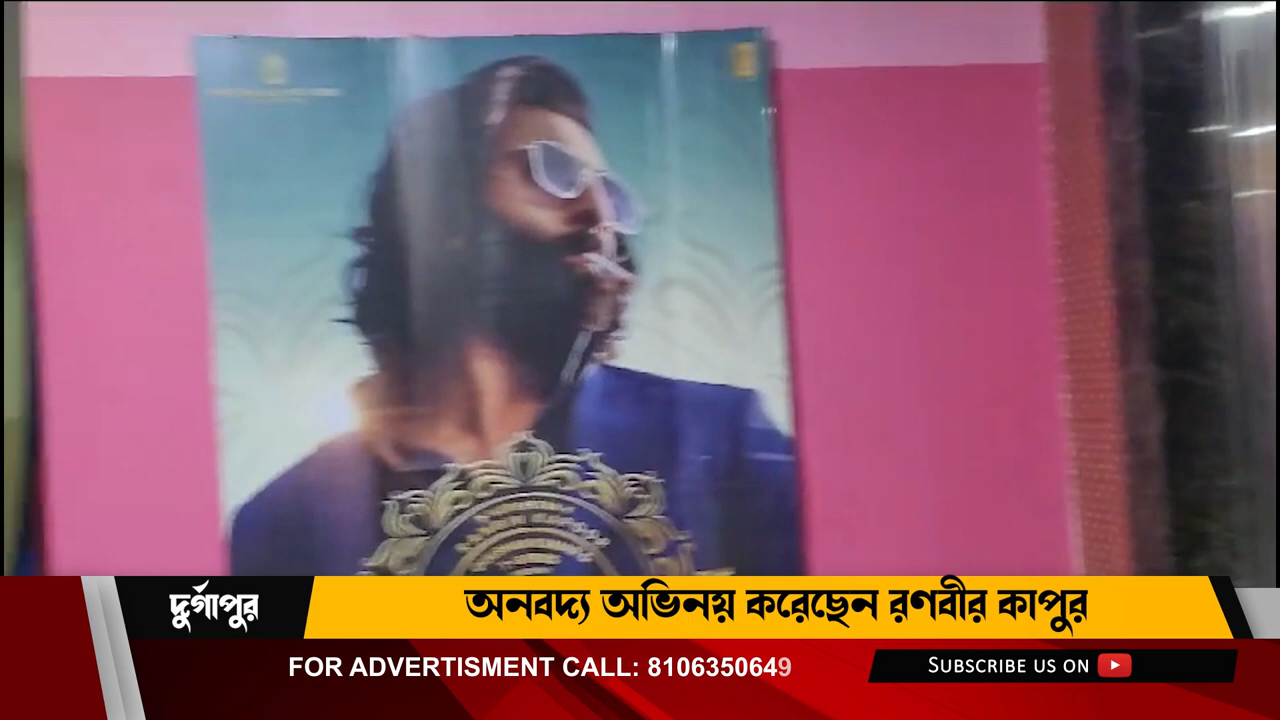 দুর্গাপুর
অনবদ্য অভিনয় করেছেন রণবীর কাপুর
FOR ADVERTISMENT CALL: 8106350649
SUBSCRIBE US ON